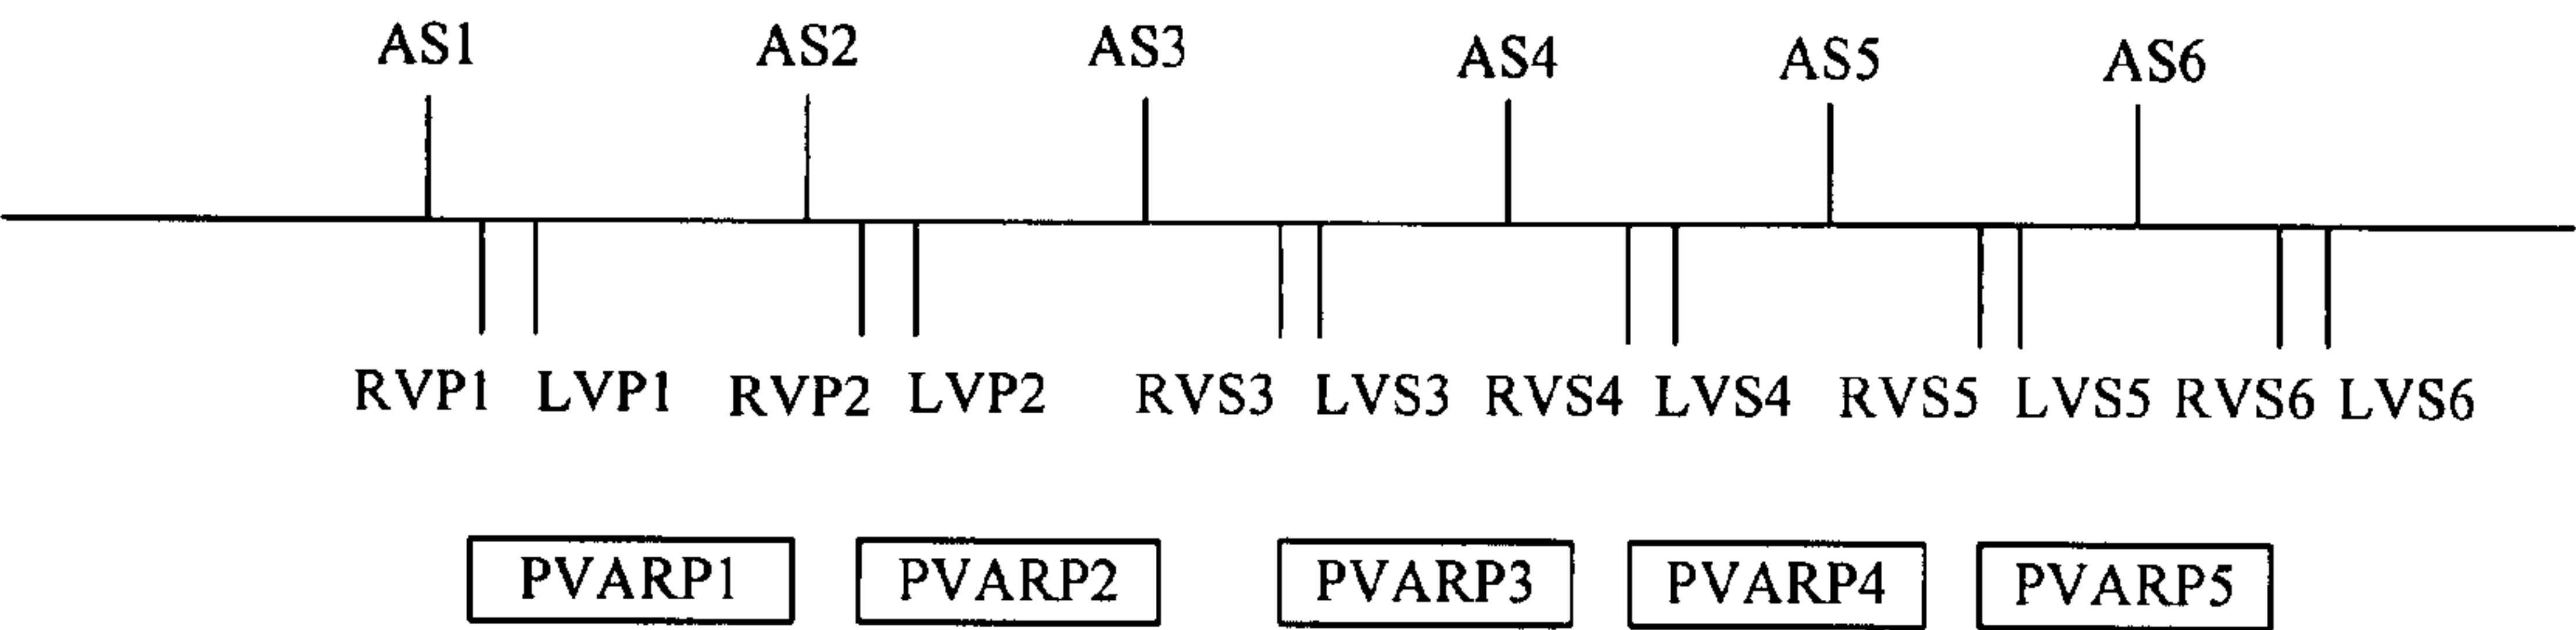 AS1 AS2 AS3 AS4 AS5 AS6
RVP1 LVP1 RVP2 LVP2 RVS3 LVS3 RVS4 LVS4 RVS5 LVS5 RVS6 LVS6
PVARP1 PVARP2 PVARP3 PVARP4 PVARP5